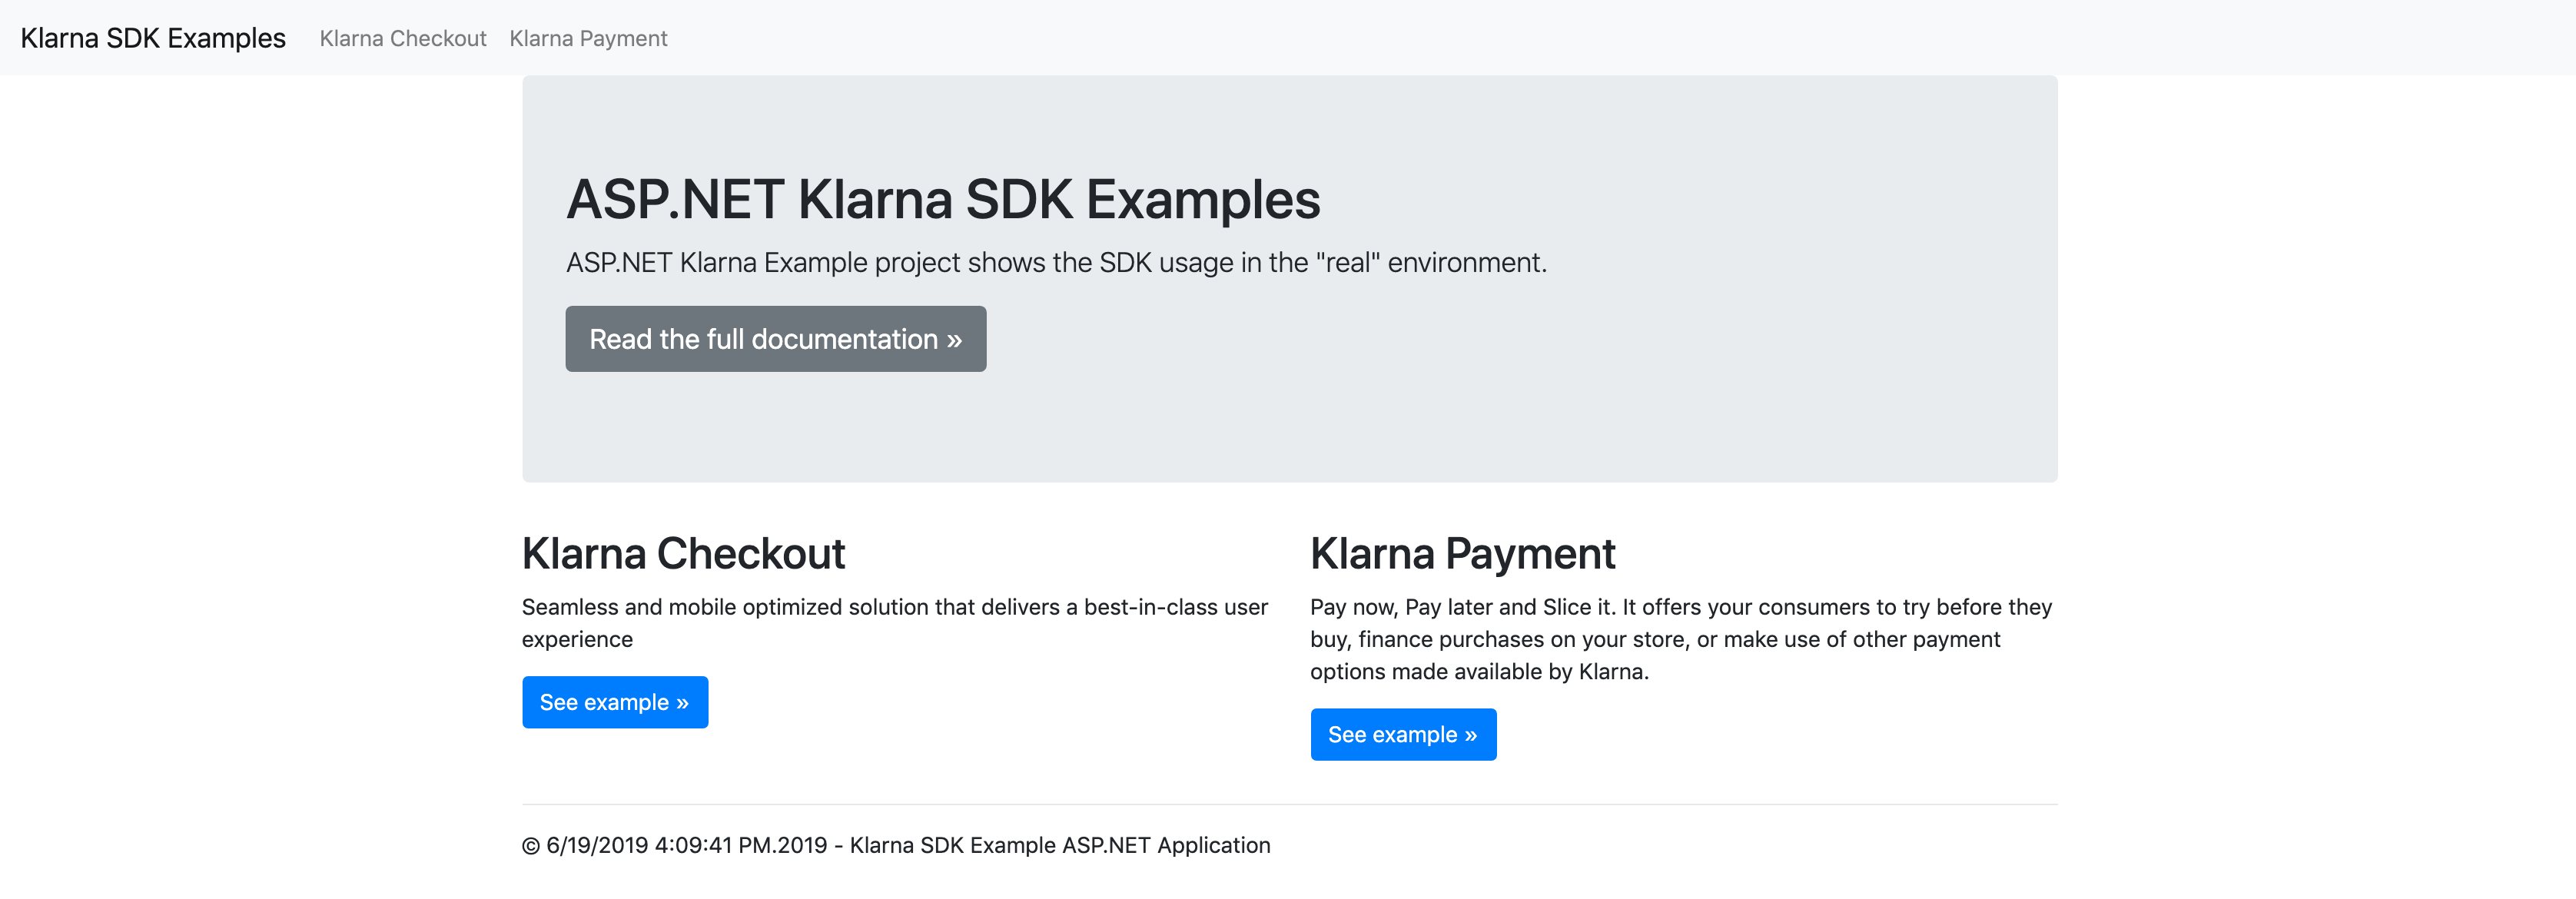 Klarna SDK Examples Klarna Checkout Klarna Payment
ASP.NET Klarna SDK Examples
ASP.NET Klarna Example project shows the SDK usage in the "real" environment.
Read the full documentation »
Klarna Checkout
Seamless and mobile optimized solution that delivers a best-in-class user
experience
See example »
Klarna Payment
Pay now, Pay later and Slice it. It offers your consumers to try before they
buy, finance purchases on your store, or make use of other payment
options made available by Klarna.
See example »
© 6/19/2019 4:09:41 PM.2019 - Klarna SDK Example ASP.NET Application